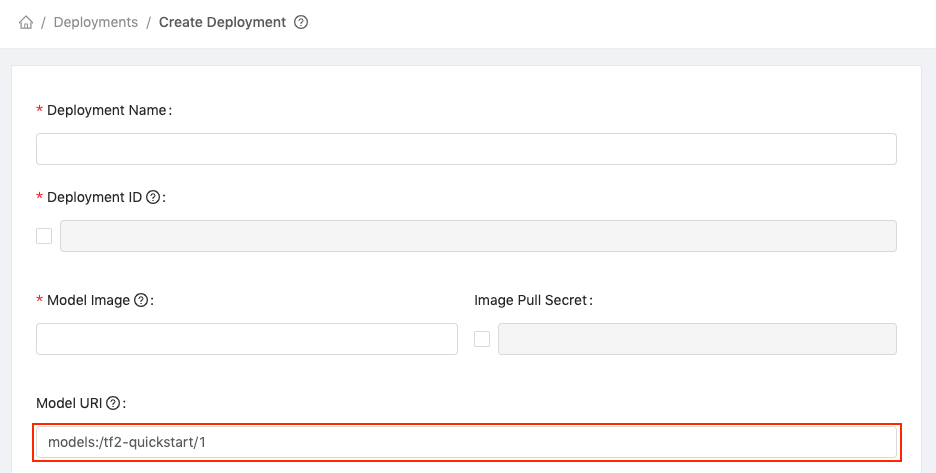 / Deployments / Create Deployment ?
* Deployment Name:
* Deployment ID ? :
* Model Image ? : Image Pull Secret:
Model URI ? :
models:/tf2-quickstart/1